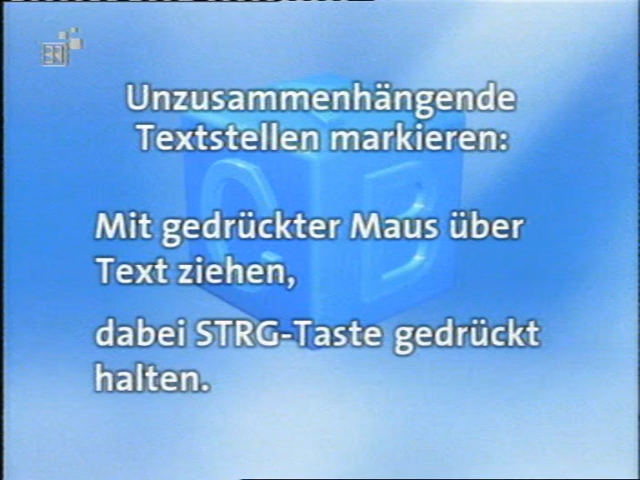 Unzusammenhängende
Textstellen markieren:
Mit gedrückter Maus über
Text ziehen,
dabei STRG-Taste gedrückt
halten.
C B